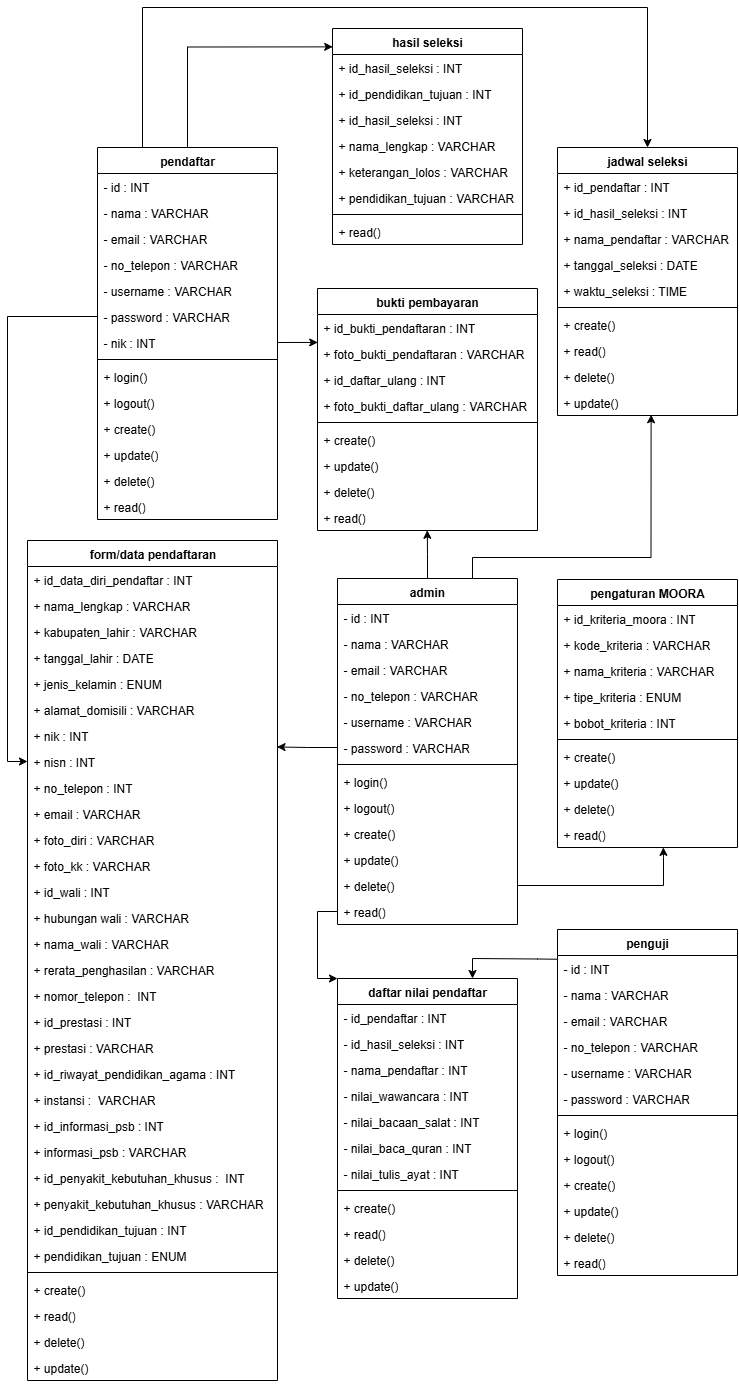 hasil seleksi
+ id_hasil_seleksi : INT
+ id_pendidikan_tujuan : INT
+ id_hasil_seleksi : INT
+ nama_lengkap : VARCHAR
+ keterangan_lolos : VARCHAR
+ pendidikan_tujuan : VARCHAR
+ read()
pendaftar
- id : INT
- nama : VARCHAR
- email : VARCHAR
- no_telepon : VARCHAR
- username : VARCHAR
- password : VARCHAR
- nik : INT
+ login()
+ logout()
+ create()
+ update()
+ delete()
+ read()
jadwal seleksi
+ id_pendaftar : INT
+ id_hasil_seleksi : INT
+ nama_pendaftar : VARCHAR
+ tanggal_seleksi : DATE
+ waktu_seleksi : TIME
+ create()
+ read()
+ delete()
+ update()
bukti pembayaran
+ id_bukti_pendaftaran : INT
+ foto_bukti_pendaftaran : VARCHAR
+ id_daftar_ulang : INT
+ foto_bukti_daftar_ulang : VARCHAR
+ create()
+ update()
+ delete()
+ read()
form/data pendaftaran
+ id_data_diri_pendaftar : INT
+ nama_lengkap : VARCHAR
+ kabupaten_lahir : VARCHAR
+ tanggal_lahir : DATE
+ jenis_kelamin : ENUM
+ alamat_domisili : VARCHAR
+ nik : INT
+ nisn : INT
+ no_telepon : INT
+ email : VARCHAR
+ foto_diri : VARCHAR
+ foto_kk : VARCHAR
+ id_wali : INT
+ hubungan wali : VARCHAR
+ nama_wali : VARCHAR
+ rerata_penghasilan : VARCHAR
+ nomor_telepon :  INT
+ id_prestasi : INT
+ prestasi : VARCHAR
+ id_riwayat_pendidikan_agama : INT
+ instansi :  VARCHAR
+ id_informasi_psb : INT
+ informasi_psb : VARCHAR
+ id_penyakit_kebutuhan_khusus :  INT
+ penyakit_kebutuhan_khusus : VARCHAR
+ id_pendidikan_tujuan : INT
+ pendidikan_tujuan : ENUM
+ create()
+ read()
+ delete()
+ update()
admin
- id : INT
- nama : VARCHAR
- email : VARCHAR
- no_telepon : VARCHAR
- username : VARCHAR
- password : VARCHAR
+ login()
+ logout()
+ create()
+ update()
+ delete()
+ read()
pengaturan MOORA
+ id_kriteria_moora : INT
+ kode_kriteria : VARCHAR
+ nama_kriteria : VARCHAR
+ tipe_kriteria : ENUM
+ bobot_kriteria : INT
+ create()
+ update()
+ delete()
+ read()
daftar nilai pendaftar
- id_pendaftar : INT
- id_hasil_seleksi : INT
- nama_pendaftar : INT
- nilai_wawancara : INT
- nilai_bacaan_salat : INT
- nilai_baca_quran : INT
- nilai_tulis_ayat : INT
+ create()
+ read()
+ delete()
+ update()
penguji
- id : INT
- nama : VARCHAR
- email : VARCHAR
- no_telepon : VARCHAR
- username : VARCHAR
- password : VARCHAR
+ login()
+ logout()
+ create()
+ update()
+ delete()
+ read()